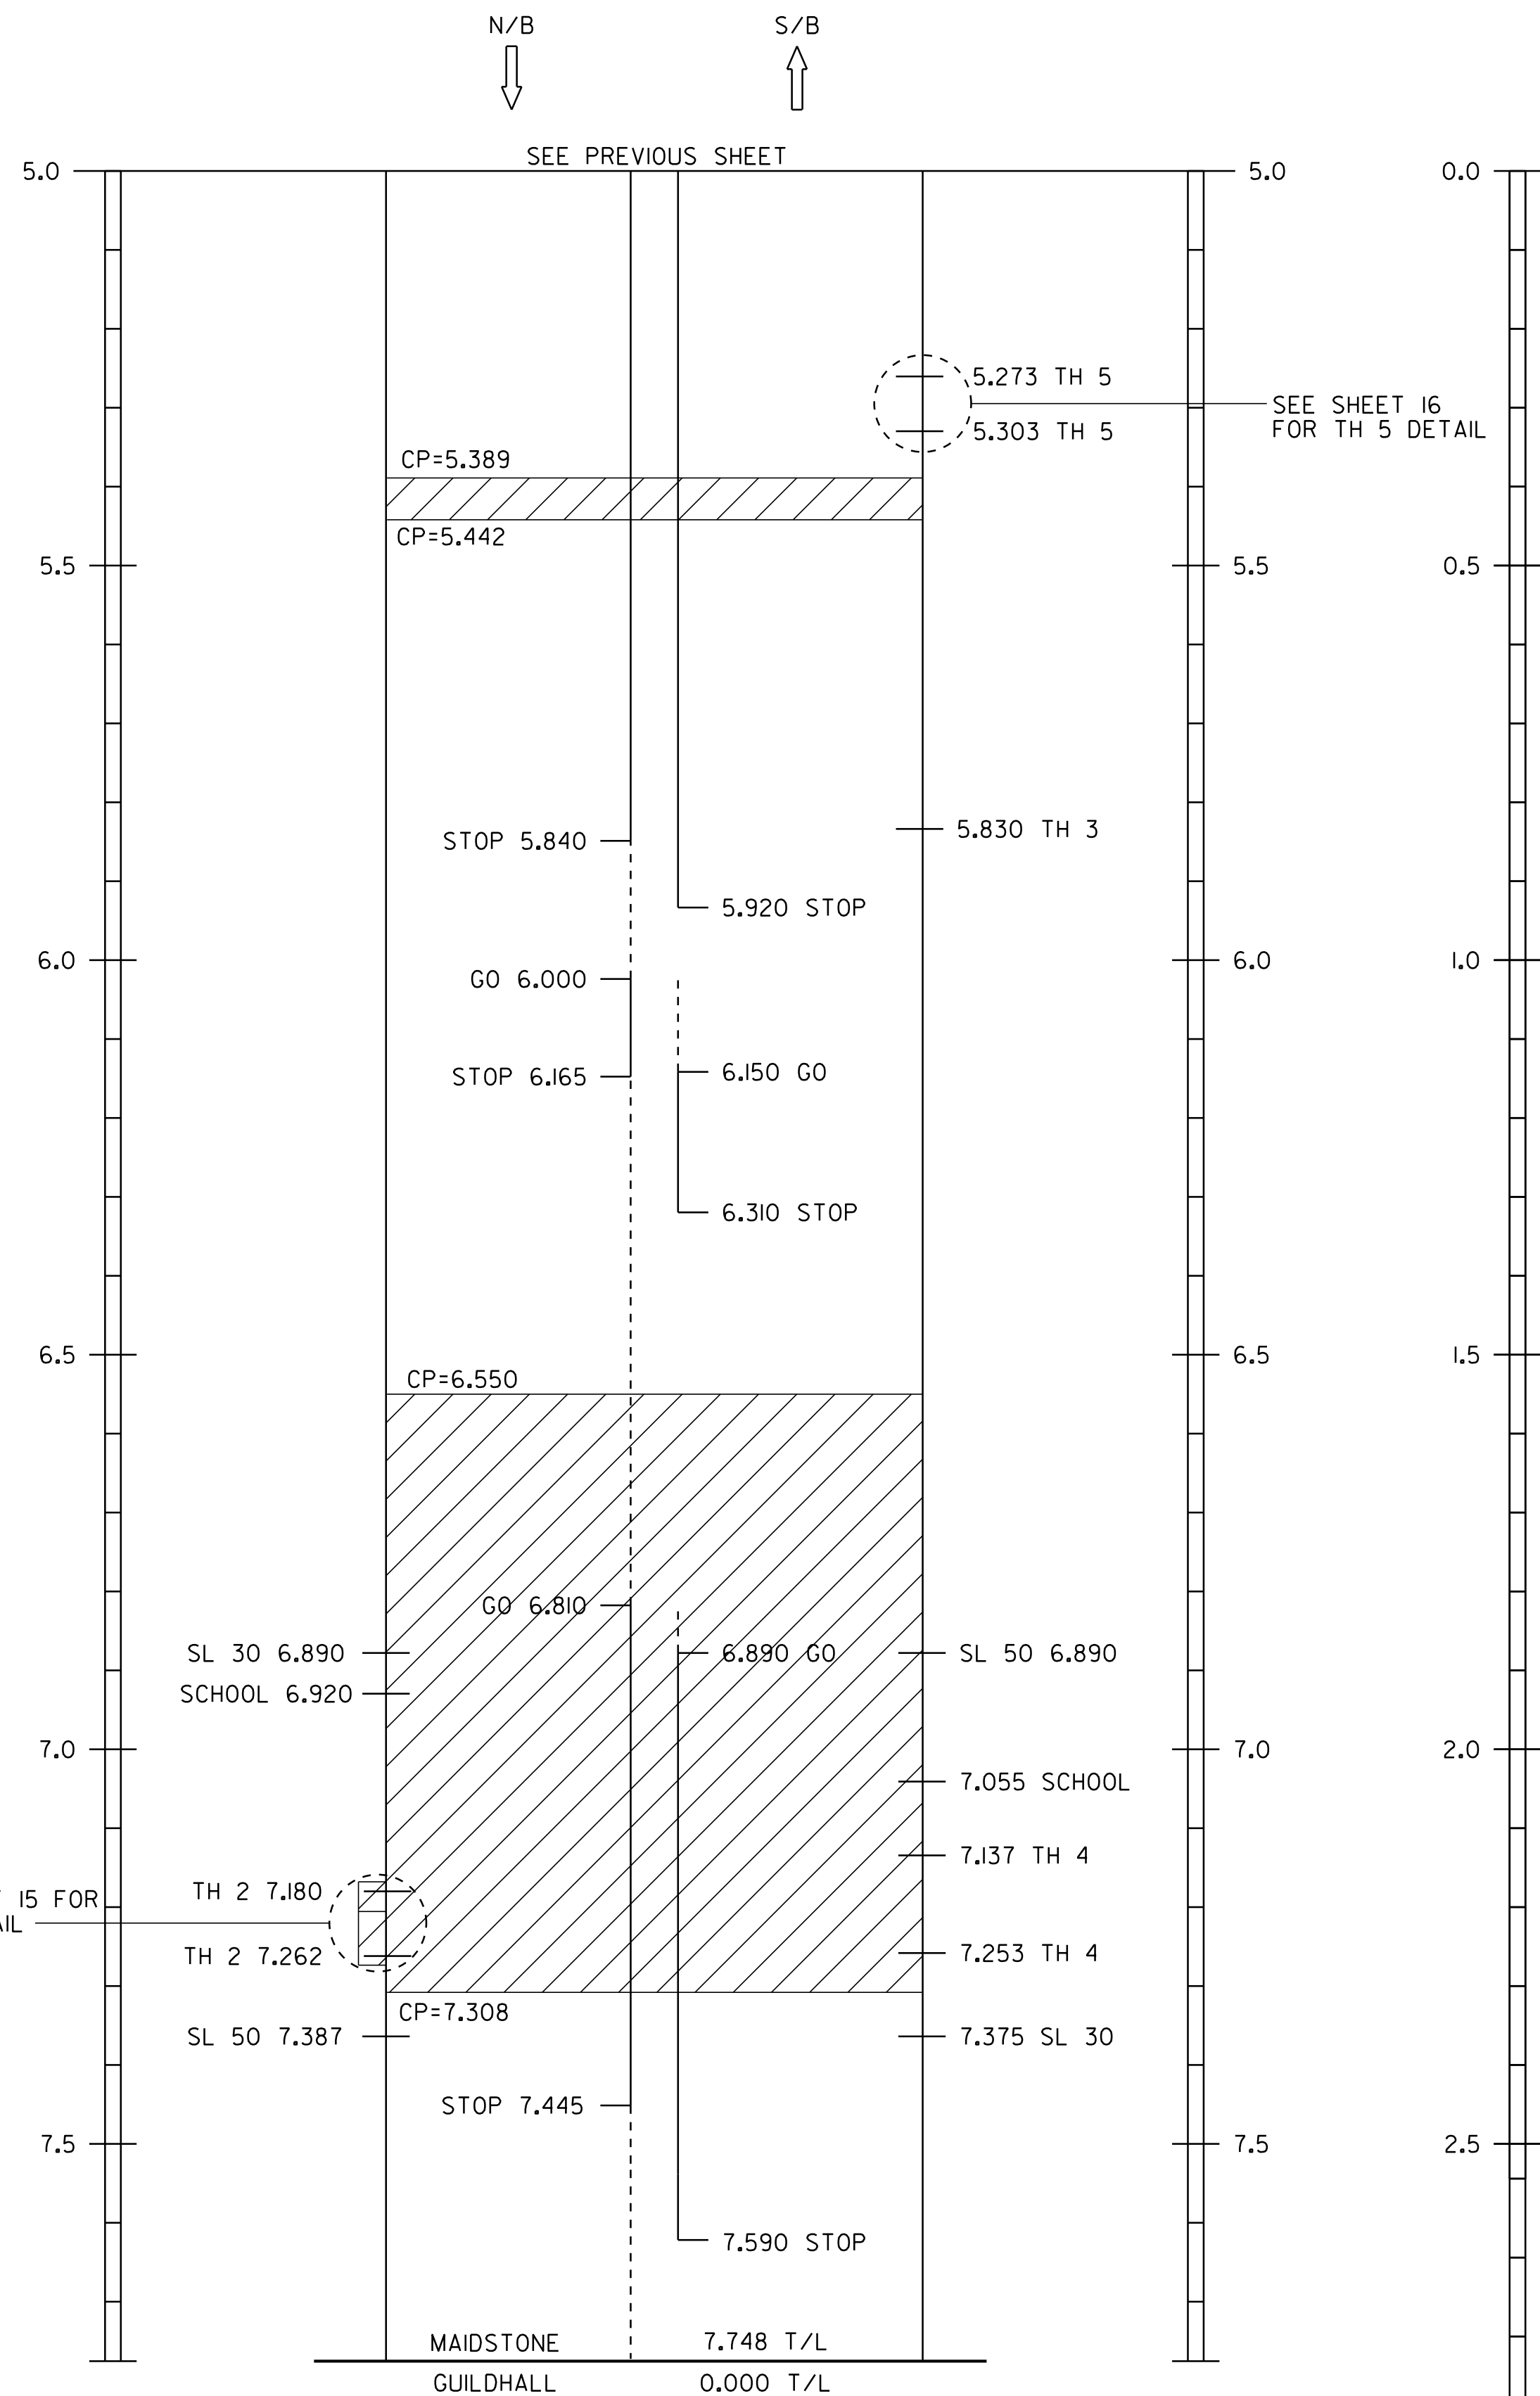 N/B S/B
SEE PREVIOUS SHEET
5.0 5.0 0.0
5.273 TH 5
SEE SHEET 16
FOR TH 5 DETAIL
5.303 TH 5
CP=5.389
CP=5.442
5.5 5.5 0.5
5.830 TH 3
STOP 5.840
5.920 STOP
6.0 6.0 1.0
GO 6.000
6.150 GO
STOP 6.165
6.310 STOP
6.5 6.5 1.5
CP=6.550
GO 6.810
SL 30 6.890 6.890 GO SL 50 6.890
SCHOOL 6.920
7.0 7.0 2.0
7.055 SCHOOL
7.137 TH 4
TH 2 7.180
15 FOR
AIL
TH 2 7.262 7.253 TH 4
CP=7.308
SL 50 7.387 7.375 SL 30
STOP 7.445
7.5 7.5 2.5
7.590 STOP
MAIDSTONE 7.748 T/L
GUILDHALL 0.000 T/L